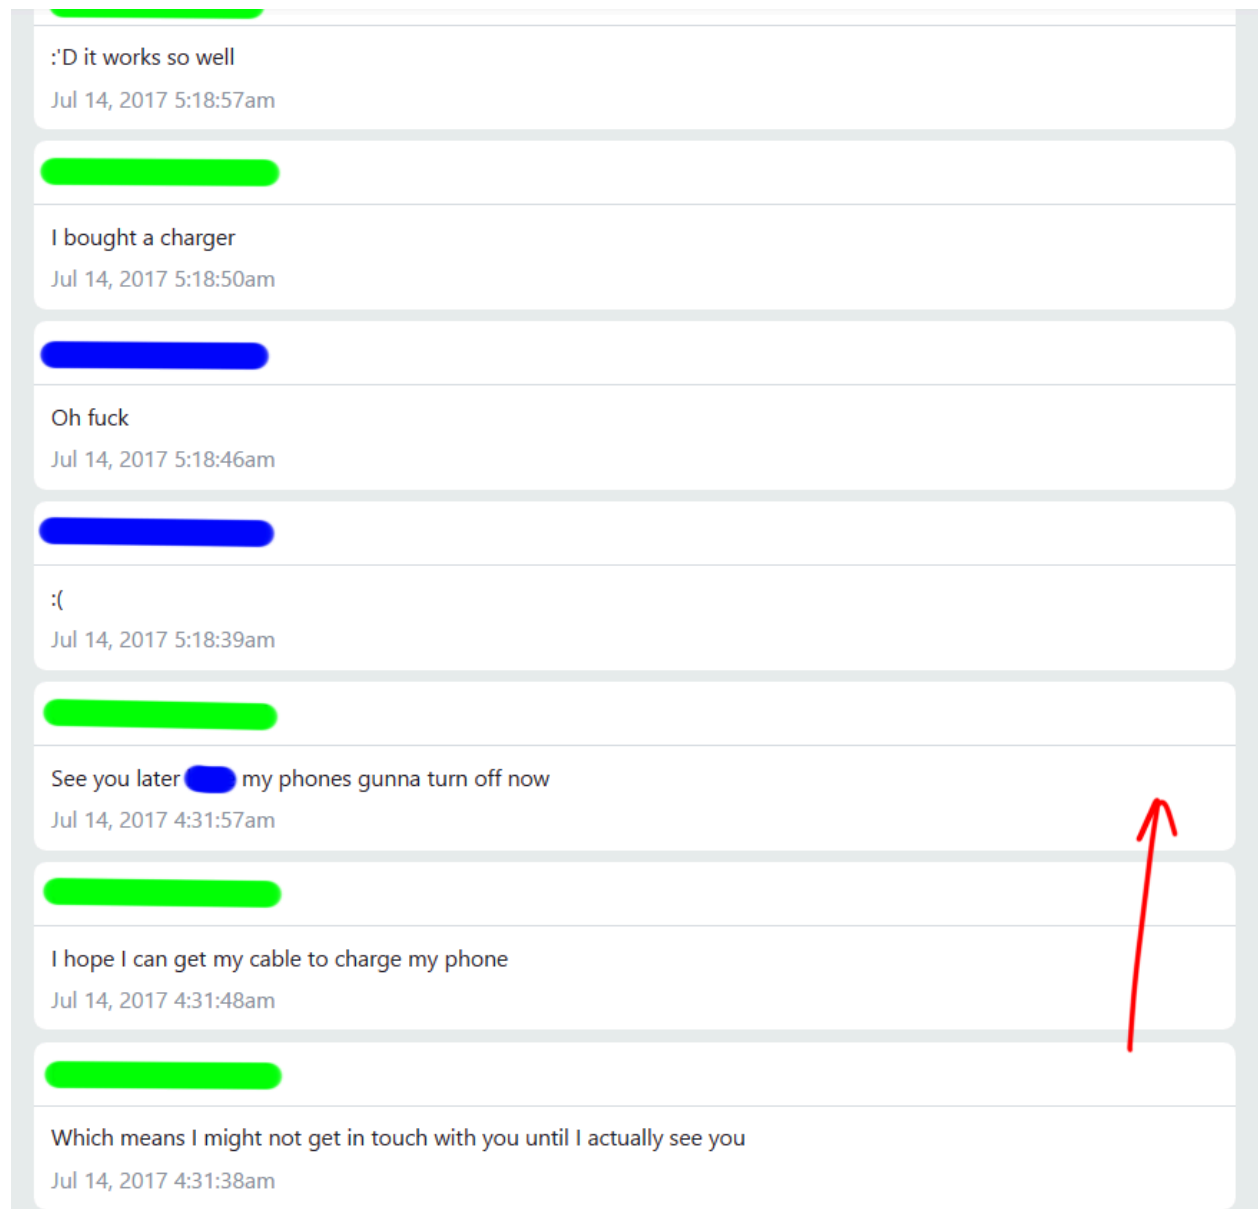 :'D it works so well
Jul 14, 2017 5:18:57am
I bought a charger
Jul 14, 2017 5:18:50am
Oh fuck
Jul 14, 2017 5:18:46am
:(
Jul 14, 2017 5:18:39am
See you later my phones gunna turn off now
Jul 14, 2017 4:31:57am
I hope I can get my cable to charge my phone
Jul 14, 2017 4:31:48am
Which means I might not get in touch with you until I actually see you
Jul 14, 2017 4:31:38am